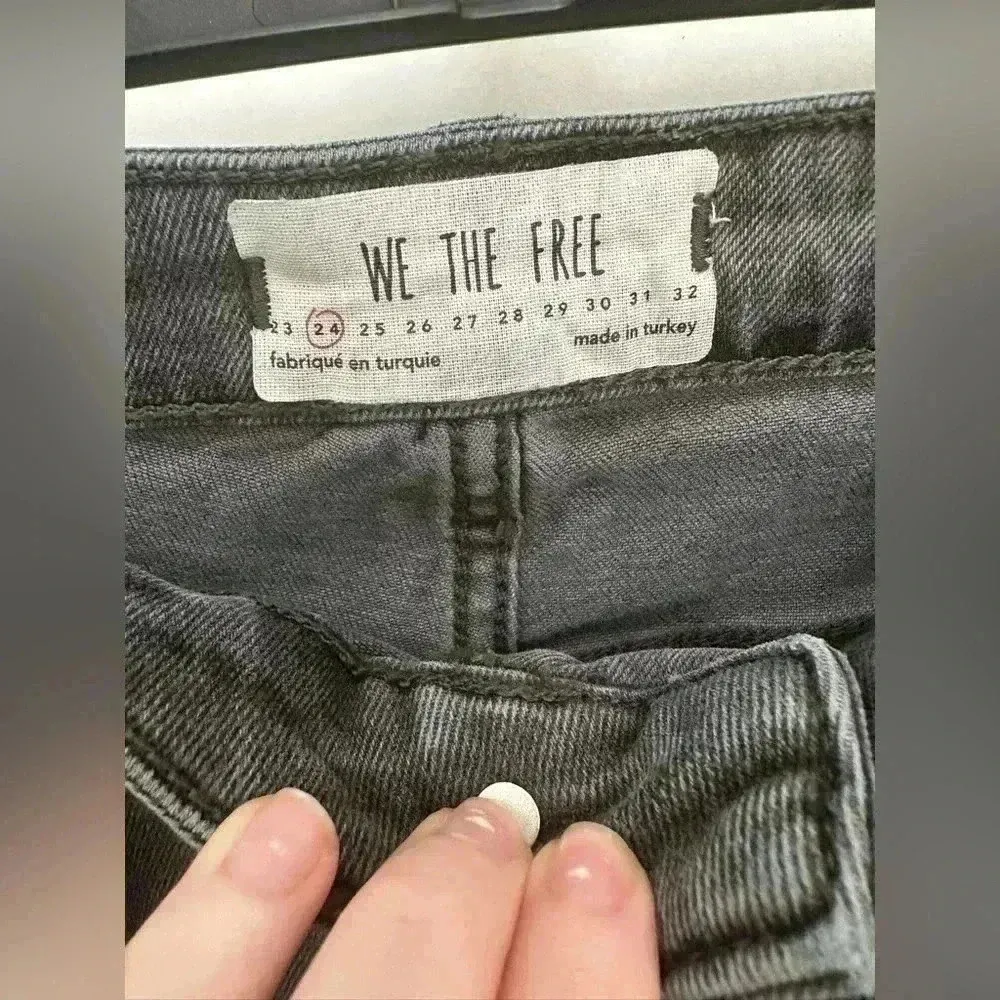 WE THE FREE
23 24 25 26 27 28 29 30 31 32
fabriqué en turquie
made in turkey